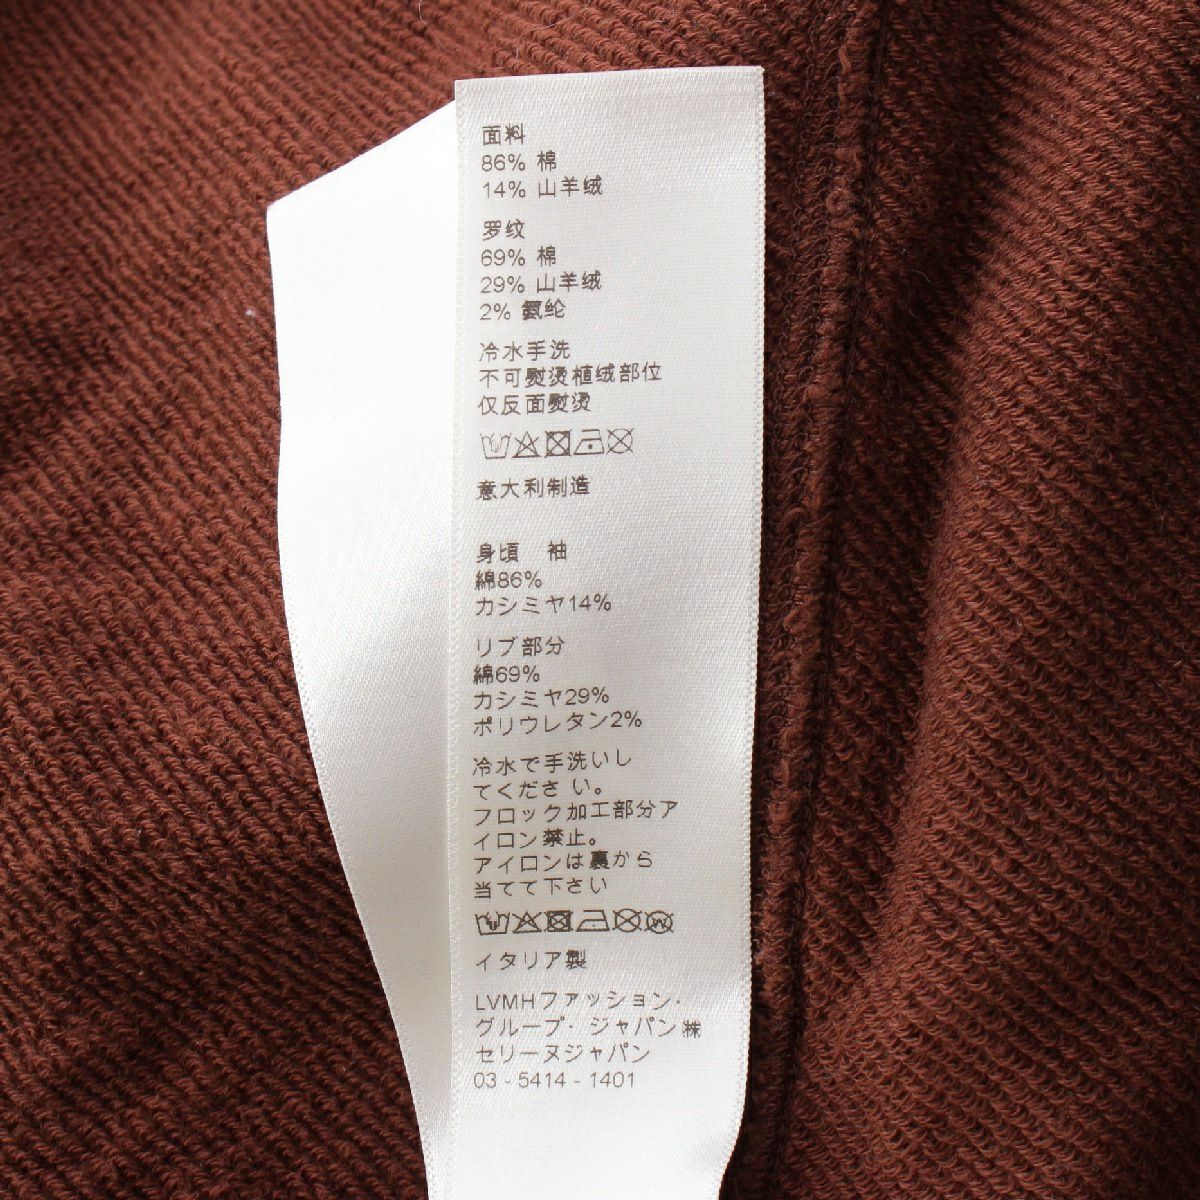 面料
86% 棉
14% 山羊绒
罗纹
69% 棉
29% 山羊绒
2% 氨纶
冷水手洗
不可熨烫植绒部位
仅反面熨烫
意大利制造
身頃 袖
綿86%
カシミヤ14%
リブ部分
綿69%
カシミヤ29%
ポリウレタン2%
冷水で手洗いし
てくださ い。
フロック加工部分ア
イロン禁止。
アイロンは裏から
当てて下さい
イタリア製
LVMHファッション･
グループ･ ジャパン㈱
セリーヌジャパン
03 - 5414 - 1401